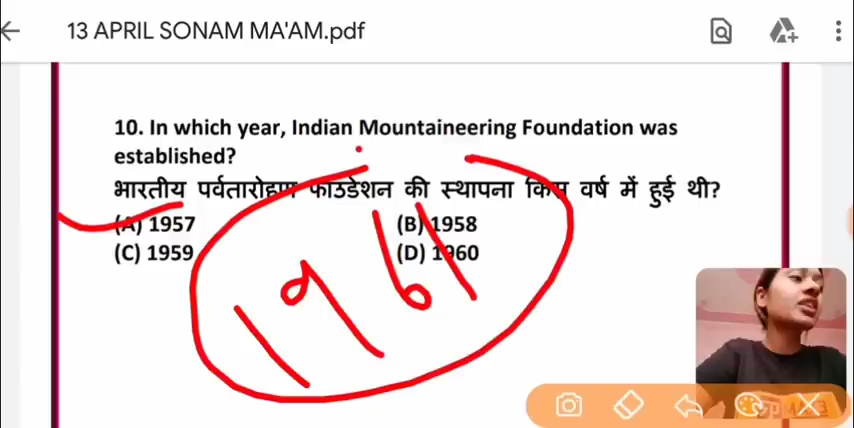 13 APRIL SONAM MA'AM.pdf
10. In which year, Indian Mountaineering Foundation was
established?
भारतीय पर्वतारोहण फाउंडेशन की स्थापना किस वर्ष में हुई थी?
(A) 1957 (B) 1958
(C) 1959 (D) 1960
1961